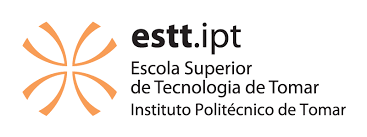 estt.ipt
Escola Superior
de Tecnologia de Tomar
Instituto Politécnico de Tomar